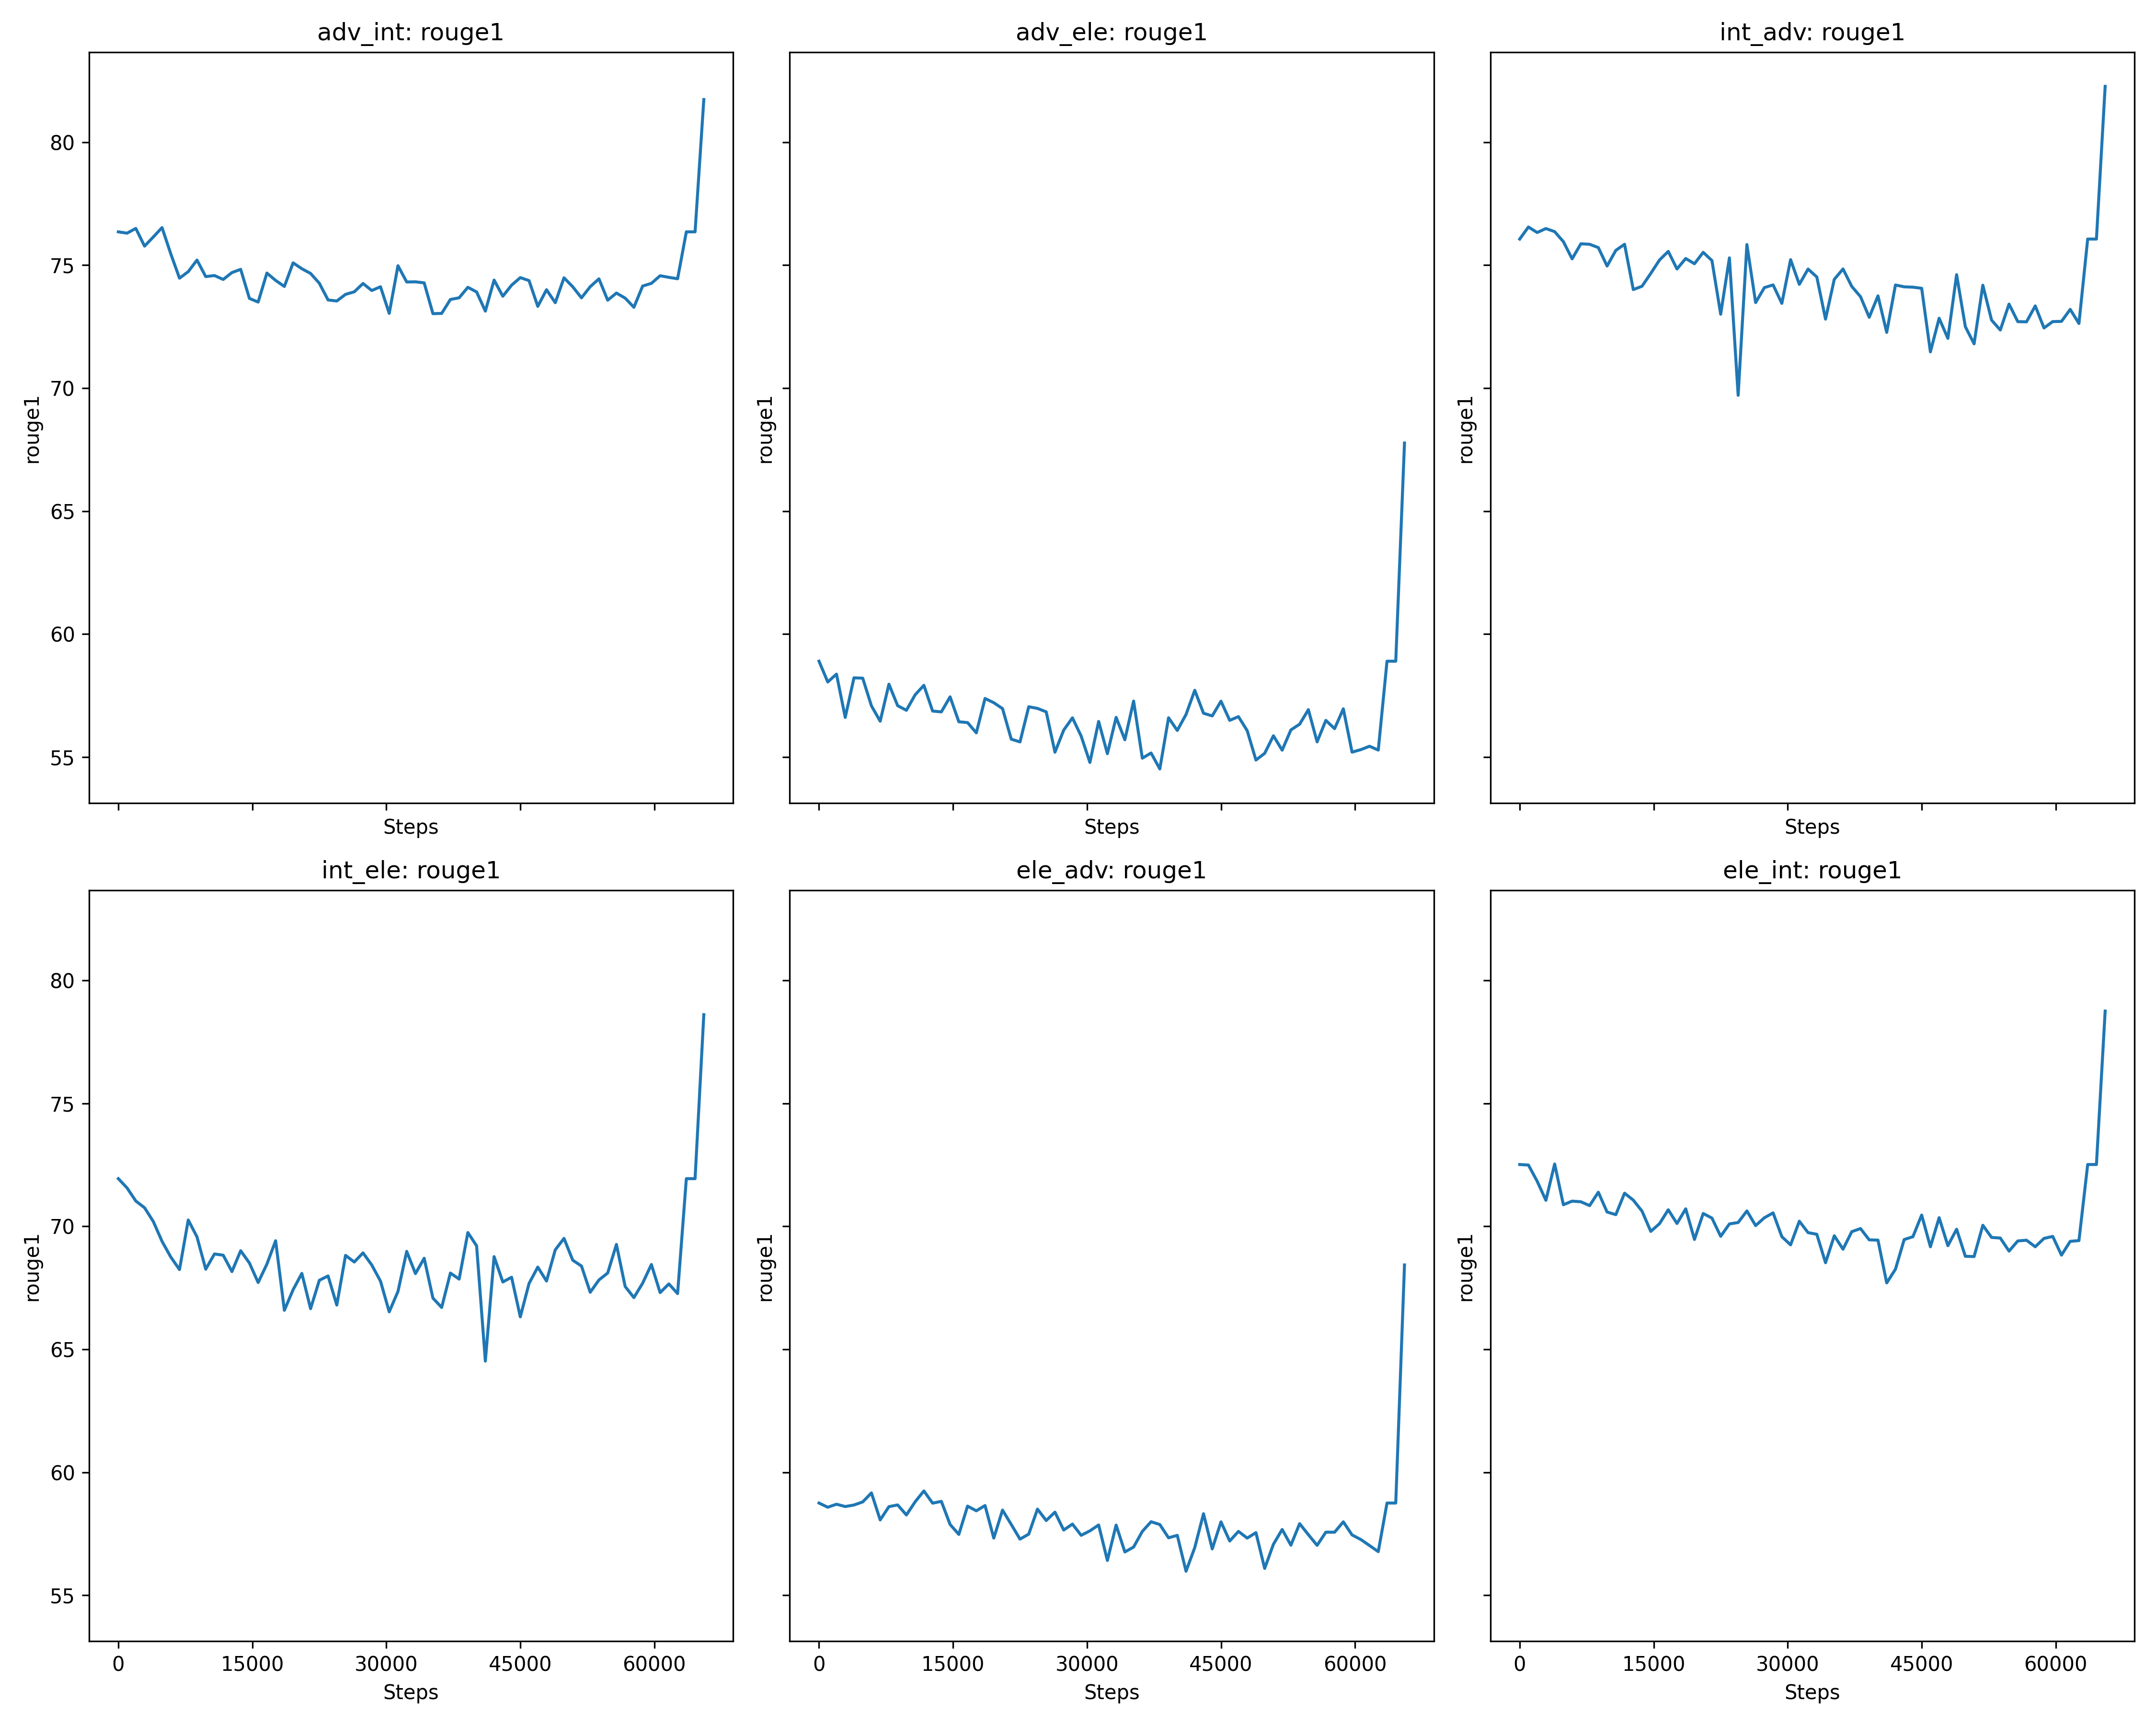 adv_int: rouge1
adv_ele: rouge1
int_adv: rouge1
80
75
70
65
60
55
rouge1
rouge1
rouge1
Steps
Steps
Steps
int_ele: rouge1
ele_adv: rouge1
ele_int: rouge1
80
75
70
65
60
55
rouge1
rouge1
rouge1
0 15000 30000 45000 60000
0 15000 30000 45000 60000
0 15000 30000 45000 60000
Steps
Steps
Steps